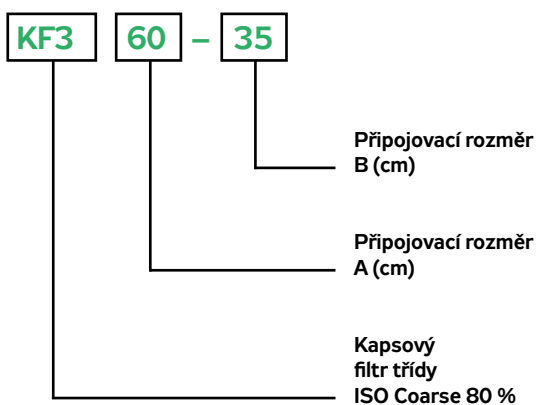 KF3 60 – 35
Připojovací rozměr
B (cm)
Připojovací rozměr
A (cm)
Kapsový
filtr třídy
ISO Coarse 80 %